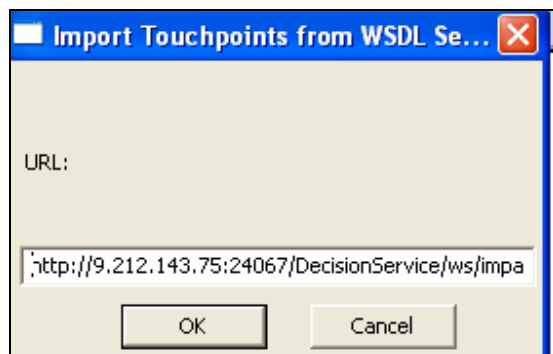 Import Touchpoints from WSDL Se...
URL:
http://9.212.143.75:24067/DecisionService/ws/impa
OK Cancel